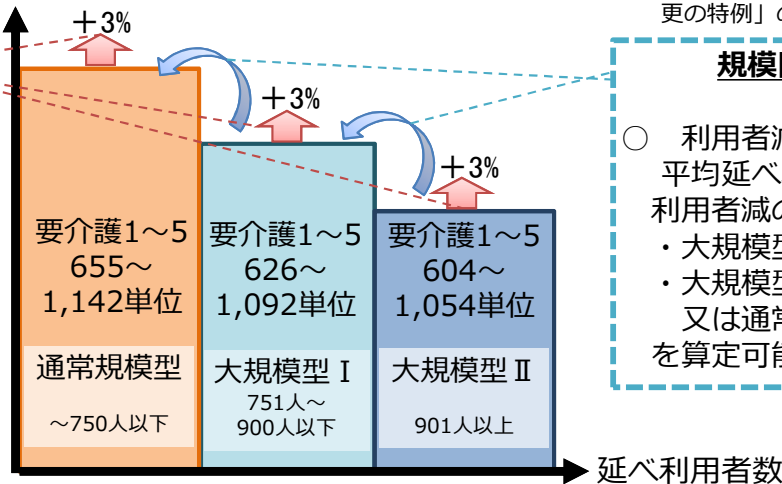 更の特例」の
+3%
+3%
+3%
要介護1～5
655～
1,142単位
通常規模型
～750人以下
要介護1～5
626～
1,092単位
大規模型Ⅰ
751人～
900人以下
要介護1～5
604～
1,054単位
大規模型Ⅱ
901人以上
延べ利用者数
規模
○ 利用者減
平均延べ
利用者減の
・大規模型
・大規模型
又は通常
を算定可能